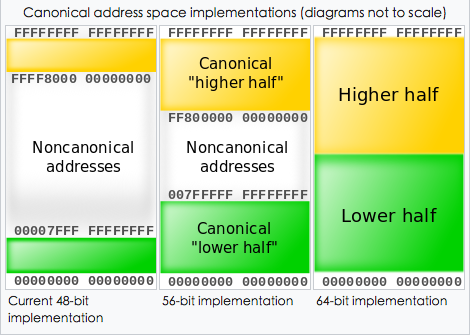 Canonical address space implementations (diagrams not to scale)
FFFFFFFF FFFFFFFF
FFFF8000 00000000
Noncanonical
addresses
00007FFF FFFFFFFF
00000000 00000000
Current 48-bit
implementation
FFFFFFFF FFFFFFFF
Canonical
"higher half"
FF800000 00000000
Noncanonical
addresses
007FFFFF FFFFFFFF
Canonical
"lower half"
00000000 00000000
56-bit implementation
FFFFFFFF FFFFFFFF
Higher half
Lower half
00000000 00000000
64-bit implementation